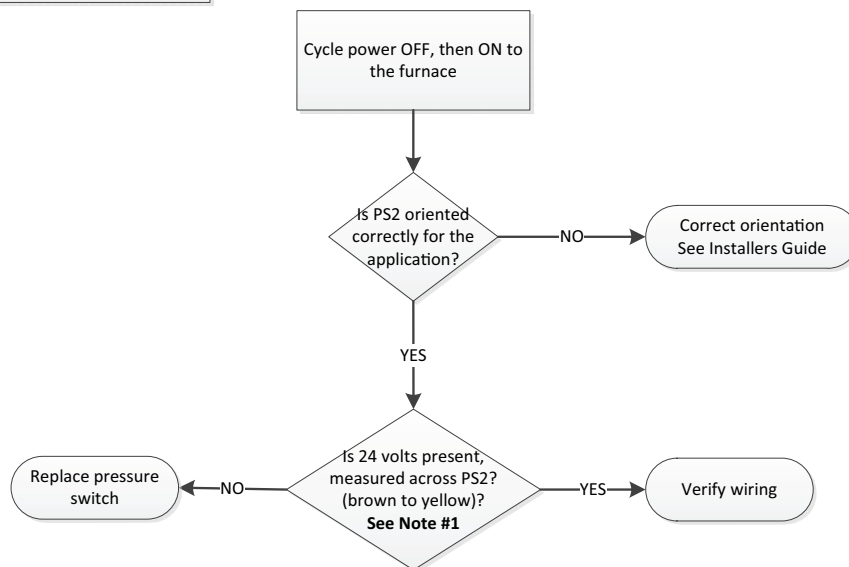 Cycle power OFF, then ON to
the furnace
Is PS2 oriented
correctly for the
application?
NO
Correct orientation
See Installers Guide
YES
Is 24 volts present,
measured across PS2?
(brown to yellow)?
See Note #1
NO
Replace pressure
switch
YES
Verify wiring